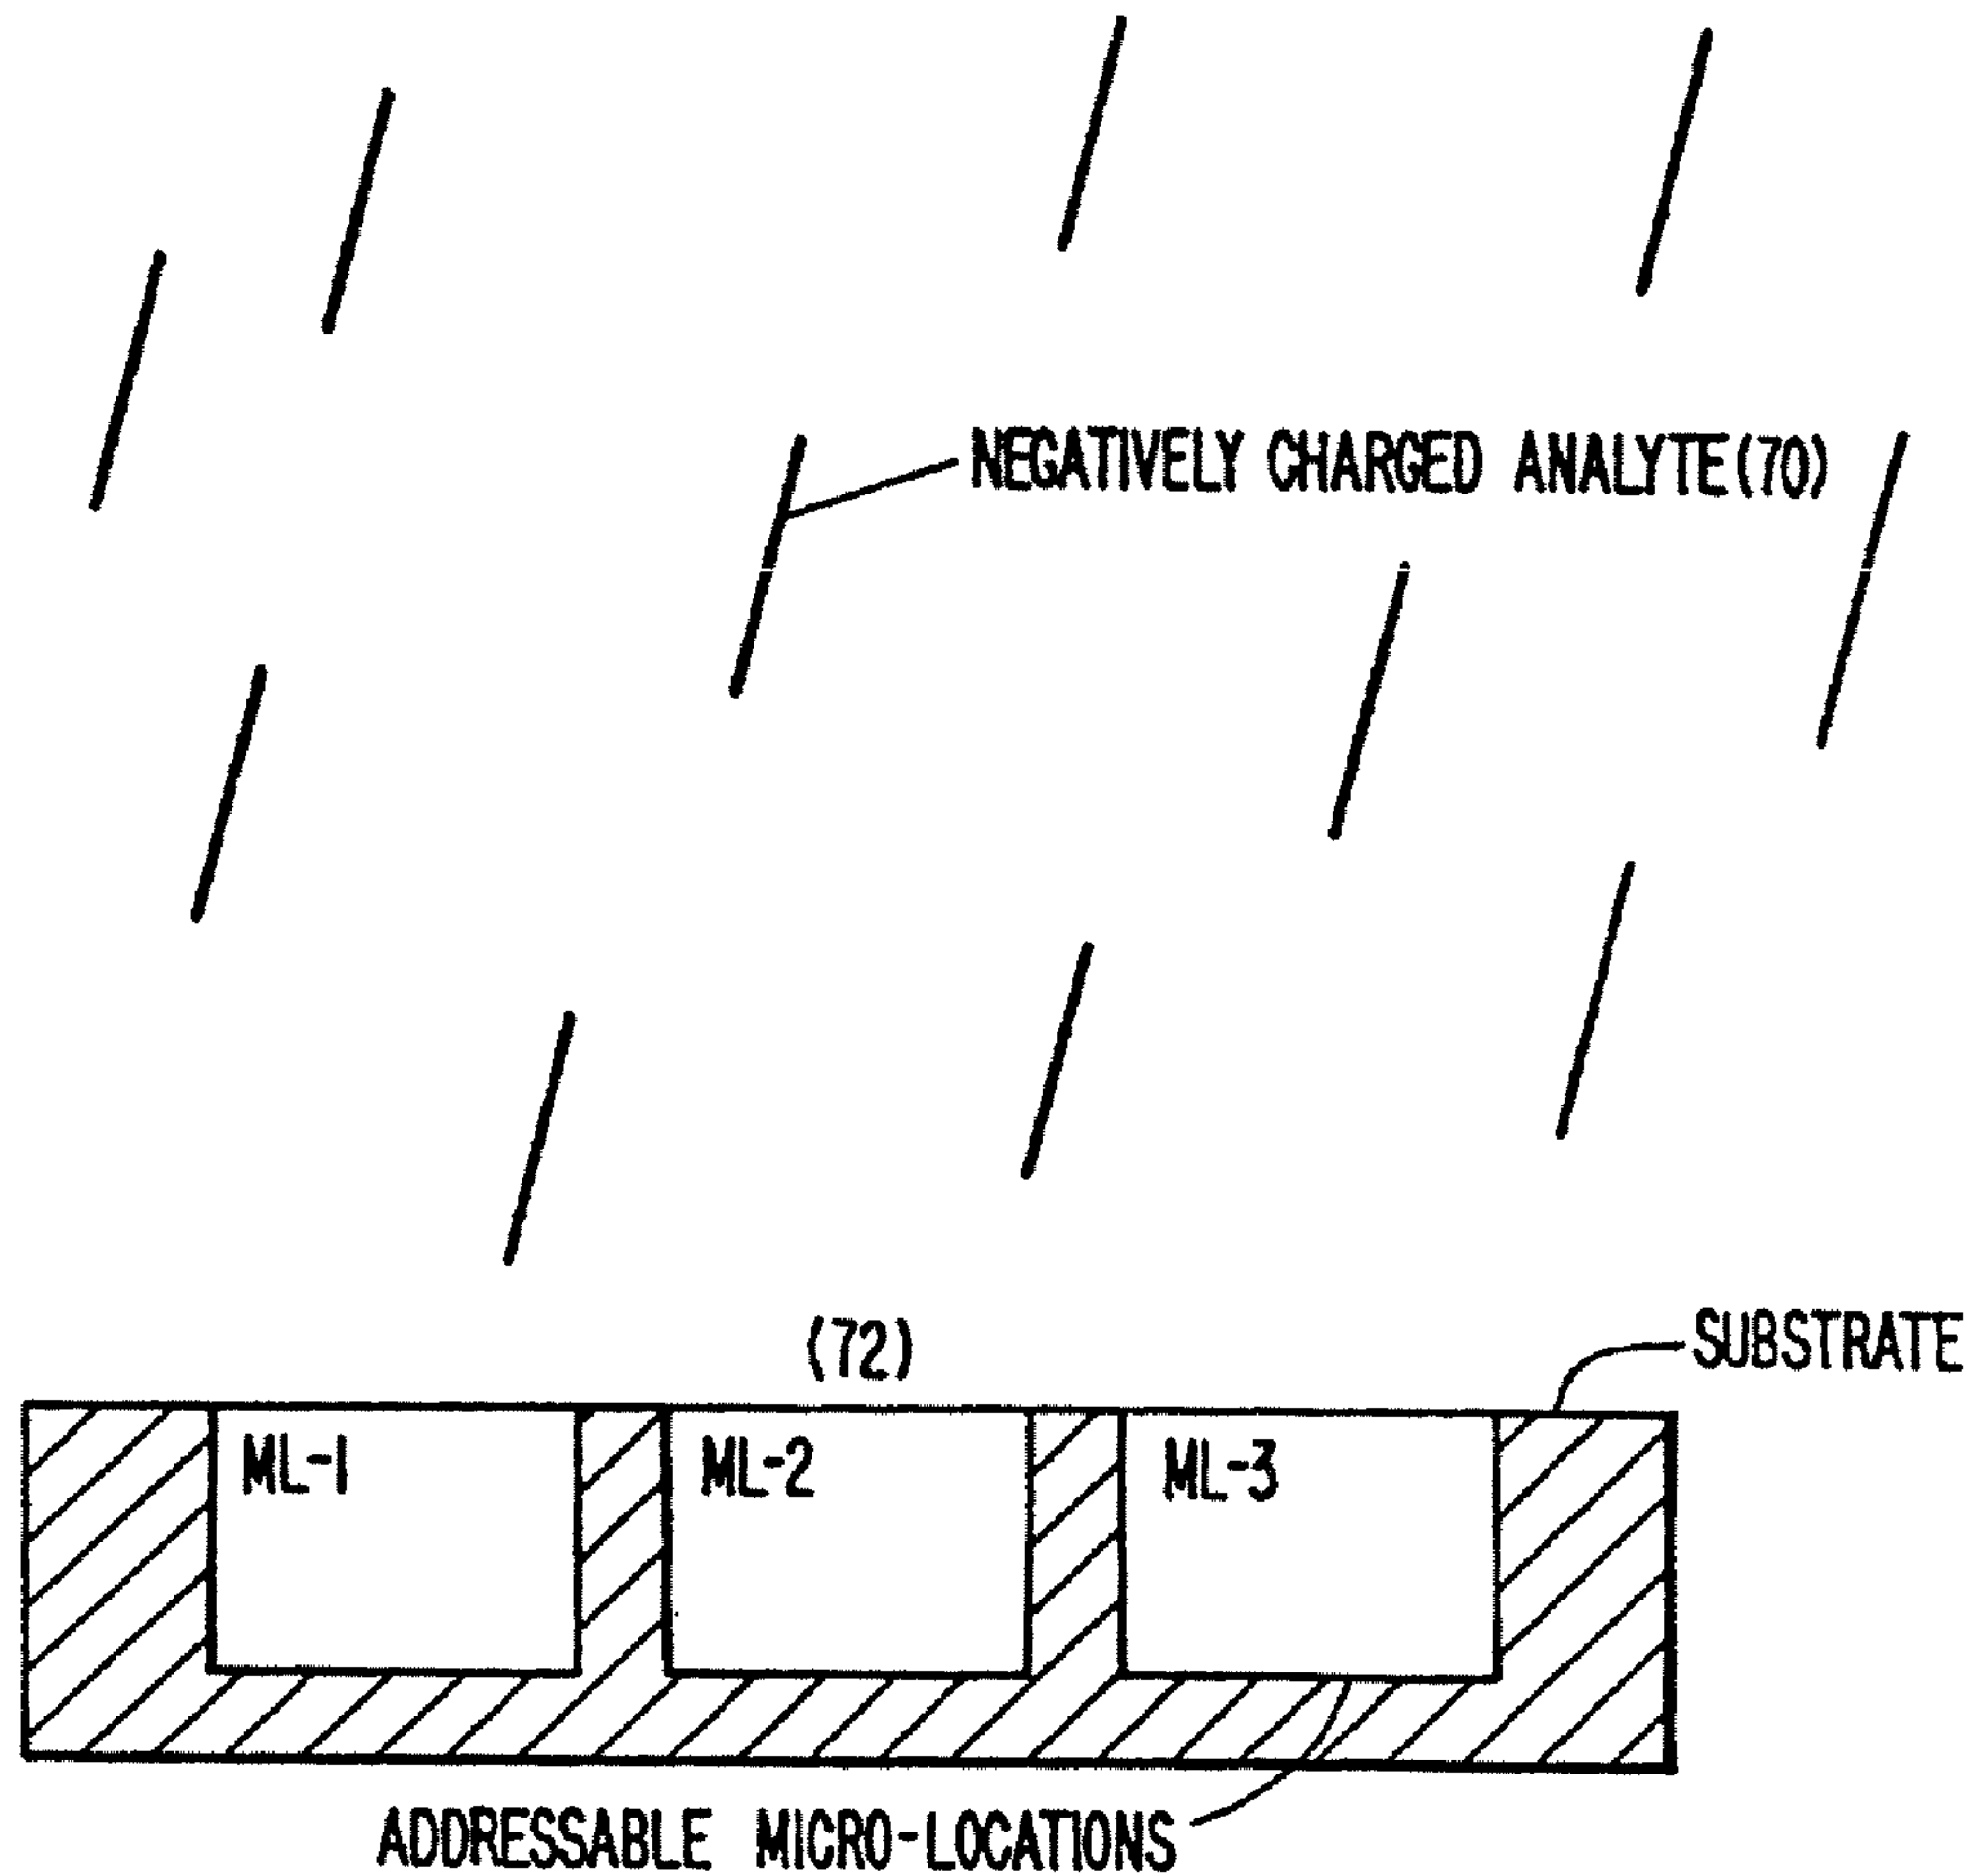 NEGATIVELY CHARGED ANALYTE(70)
(72)
SUBSTRATE
ML-1
ML-2
ML-3
ADDRESSABLE MICRO-LOCATIONS